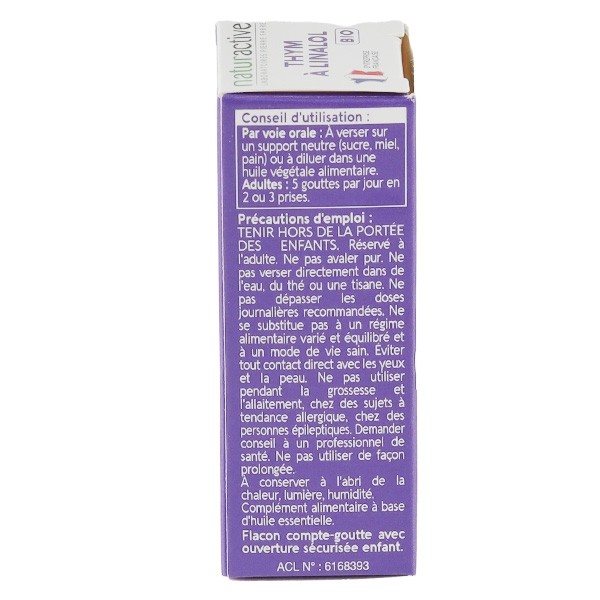 naturactive
THYM
À LINALOL
BIO
ENTREPRISE
FRANÇAISE
Conseil d'utilisation :
Par voie orale : À verser sur
un support neutre (sucre, miel,
pain) ou à diluer dans une
huile végétale alimentaire.
Adultes : 5 gouttes par jour en
2 ou 3 prises.
Précautions d'emploi :
TENIR HORS DE LA PORTÉE
DES ENFANTS. Réservé à
l'adulte. Ne pas avaler pur. Ne
pas verser directement dans de
l'eau, du thé ou une tisane. Ne
pas dépasser les doses
journalières recommandées. Ne
se substitue pas à un régime
alimentaire varié et équilibré et
à un mode de vie sain. Éviter
tout contact direct avec les yeux
et la peau. Ne pas utiliser
pendant la grossesse et
l'allaitement, chez des sujets à
tendance allergique, chez des
personnes épileptiques. Demander
conseil à un professionnel de
santé. Ne pas utiliser de façon
prolongée.
À conserver à l'abri de la
chaleur, lumière, humidité.
Complément alimentaire à base
d'huile essentielle.
Flacon compte-goutte avec
ouverture sécurisée enfant.
ACL N° : 6168393